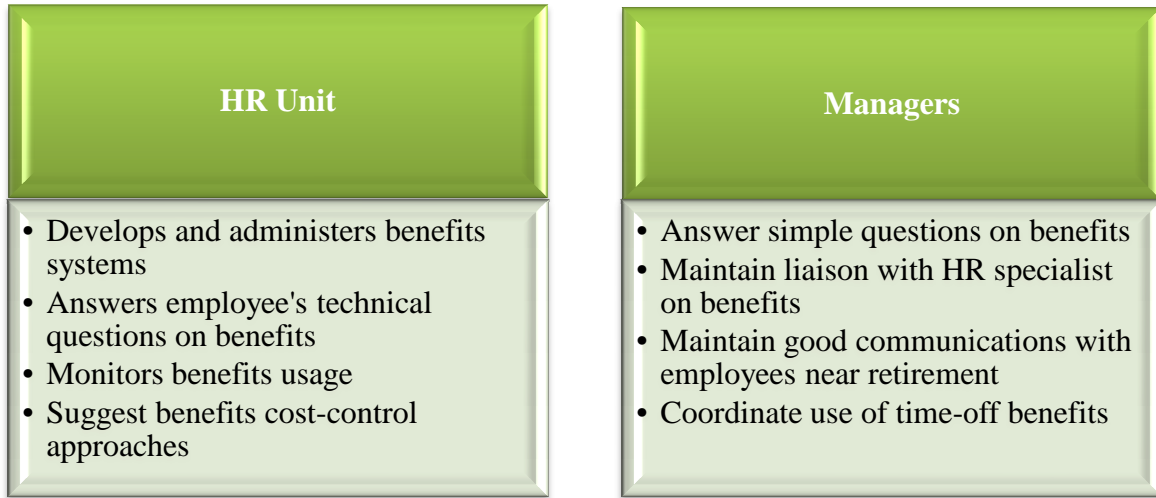 HR Unit
• Develops and administers benefits
systems
• Answers employee's technical
questions on benefits
• Monitors benefits usage
• Suggest benefits cost-control
approaches
Managers
• Answer simple questions on benefits
• Maintain liaison with HR specialist
on benefits
• Maintain good communications with
employees near retirement
• Coordinate use of time-off benefits